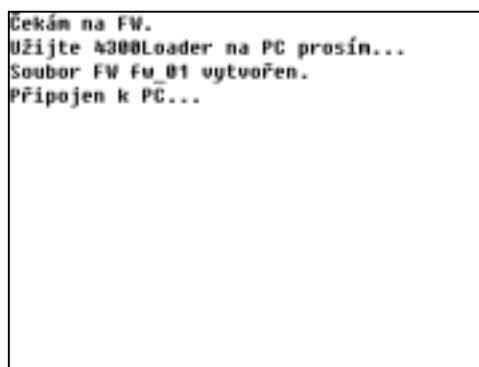 Čekám na FW.
Užijte 4300Loader na PC prosím...
Soubor FW fw_01 vytvořen.
Připojen k PC...